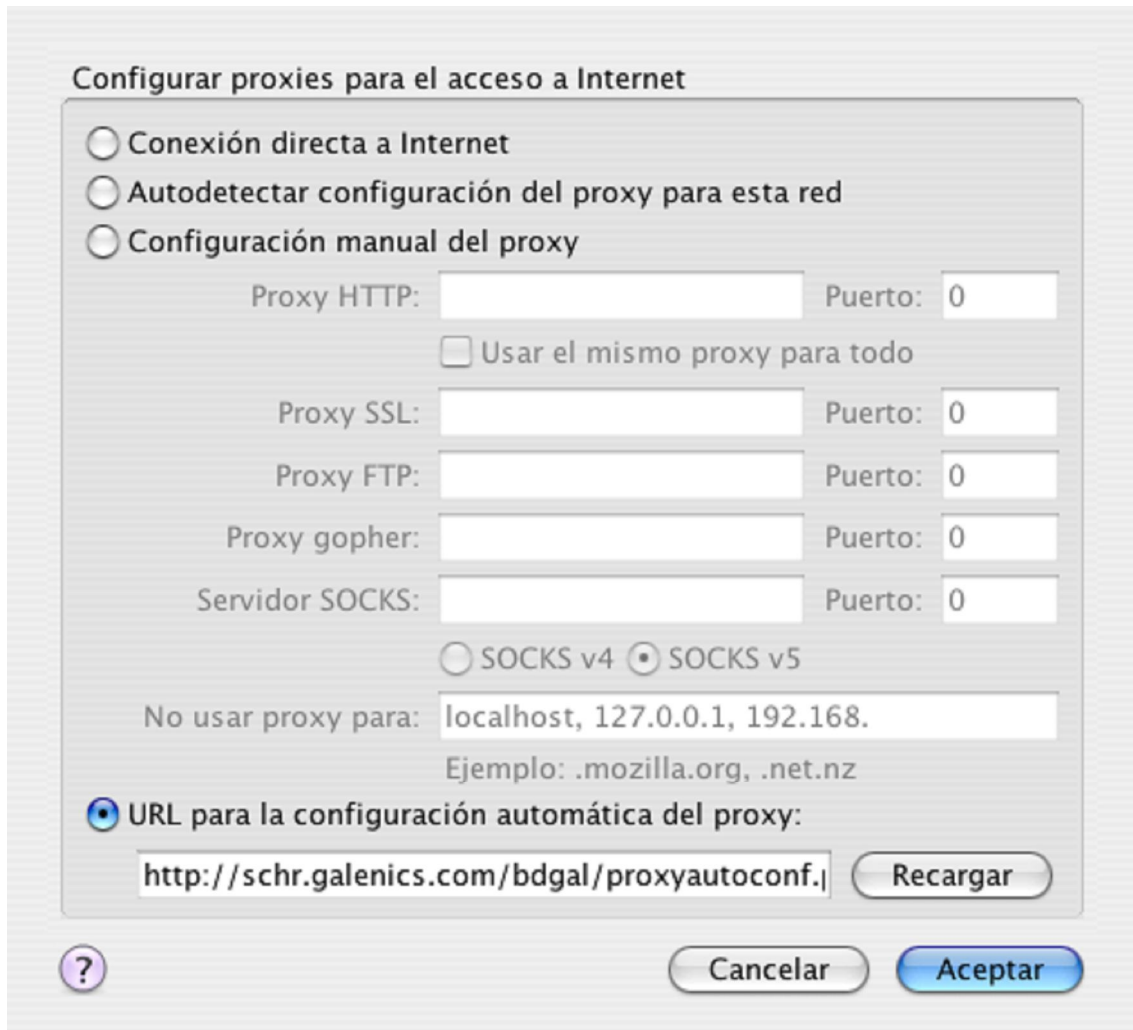 Configurar proxies para el acceso a Internet
Conexión directa a Internet
Autodetectar configuración del proxy para esta red
Configuración manual del proxy
Proxy HTTP: Puerto: 0
Usar el mismo proxy para todo
Proxy SSL: Puerto: 0
Proxy FTP: Puerto: 0
Proxy gopher: Puerto: 0
Servidor SOCKS: Puerto: 0
SOCKS v4 SOCKS v5
No usar proxy para: localhost, 127.0.0.1, 192.168.
Ejemplo: .mozilla.org, .net.nz
URL para la configuración automática del proxy:
http://schr.galenics.com/bdgal/proxyautoconf. Recargar
? Cancelar Aceptar